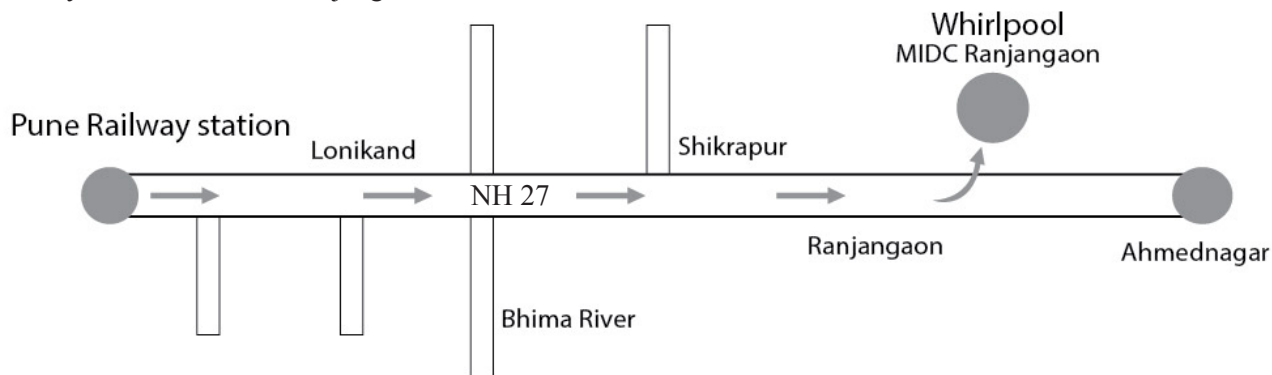 Whirlpool
MIDC Ranjangaon
Pune Railway station
Lonikand
Shikrapur
NH 27
Ranjangaon
Ahmednagar
Bhima River